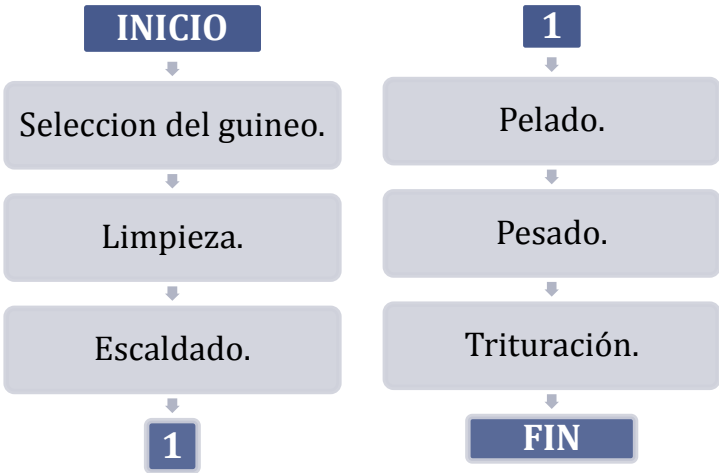 INICIO
Seleccion del guineo.
Limpieza.
Escaldado.
1
1
Pelado.
Pesado.
Trituración.
FIN